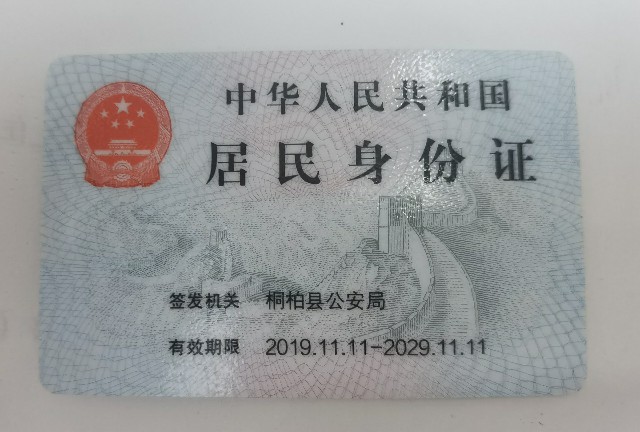 中华人民共和国
居民身份证
签发机关 桐柏县公安局
有效期限 2019.11.11-2029.11.11